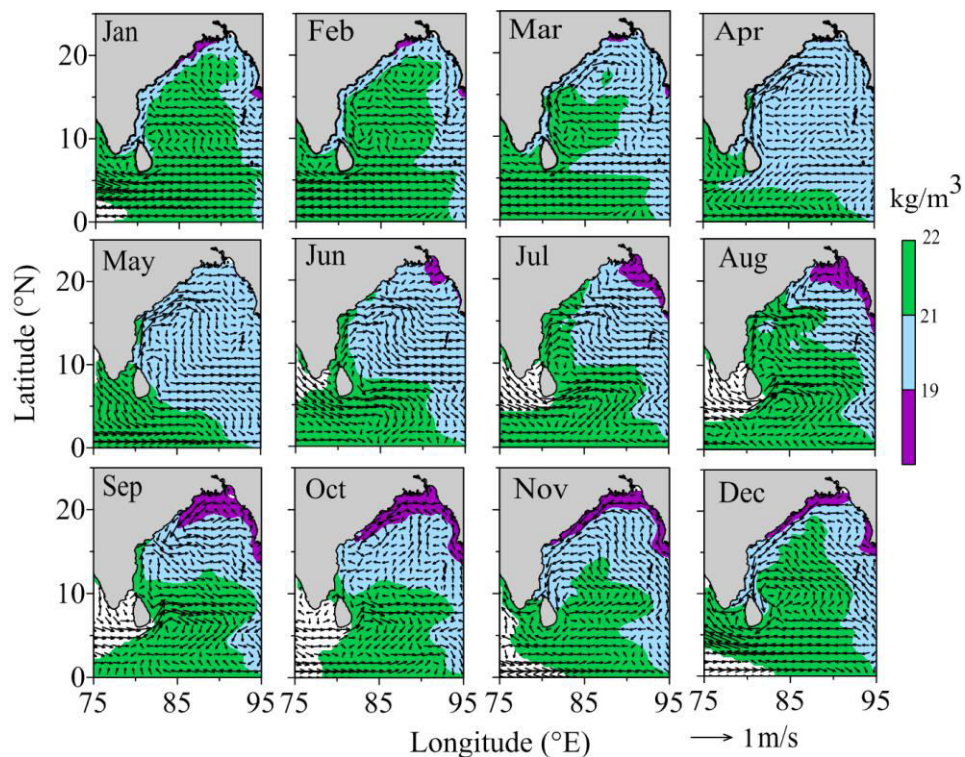 Jan Feb Mar Apr
20
10
0
kg/m³
May Jun Jul Aug
22
21
19
20
10
0
Latitude (°N)
Sep Oct Nov Dec
20
10
0
75 85 95 75 85 95 75 85 95 75 85 95
Longitude (°E) 1m/s